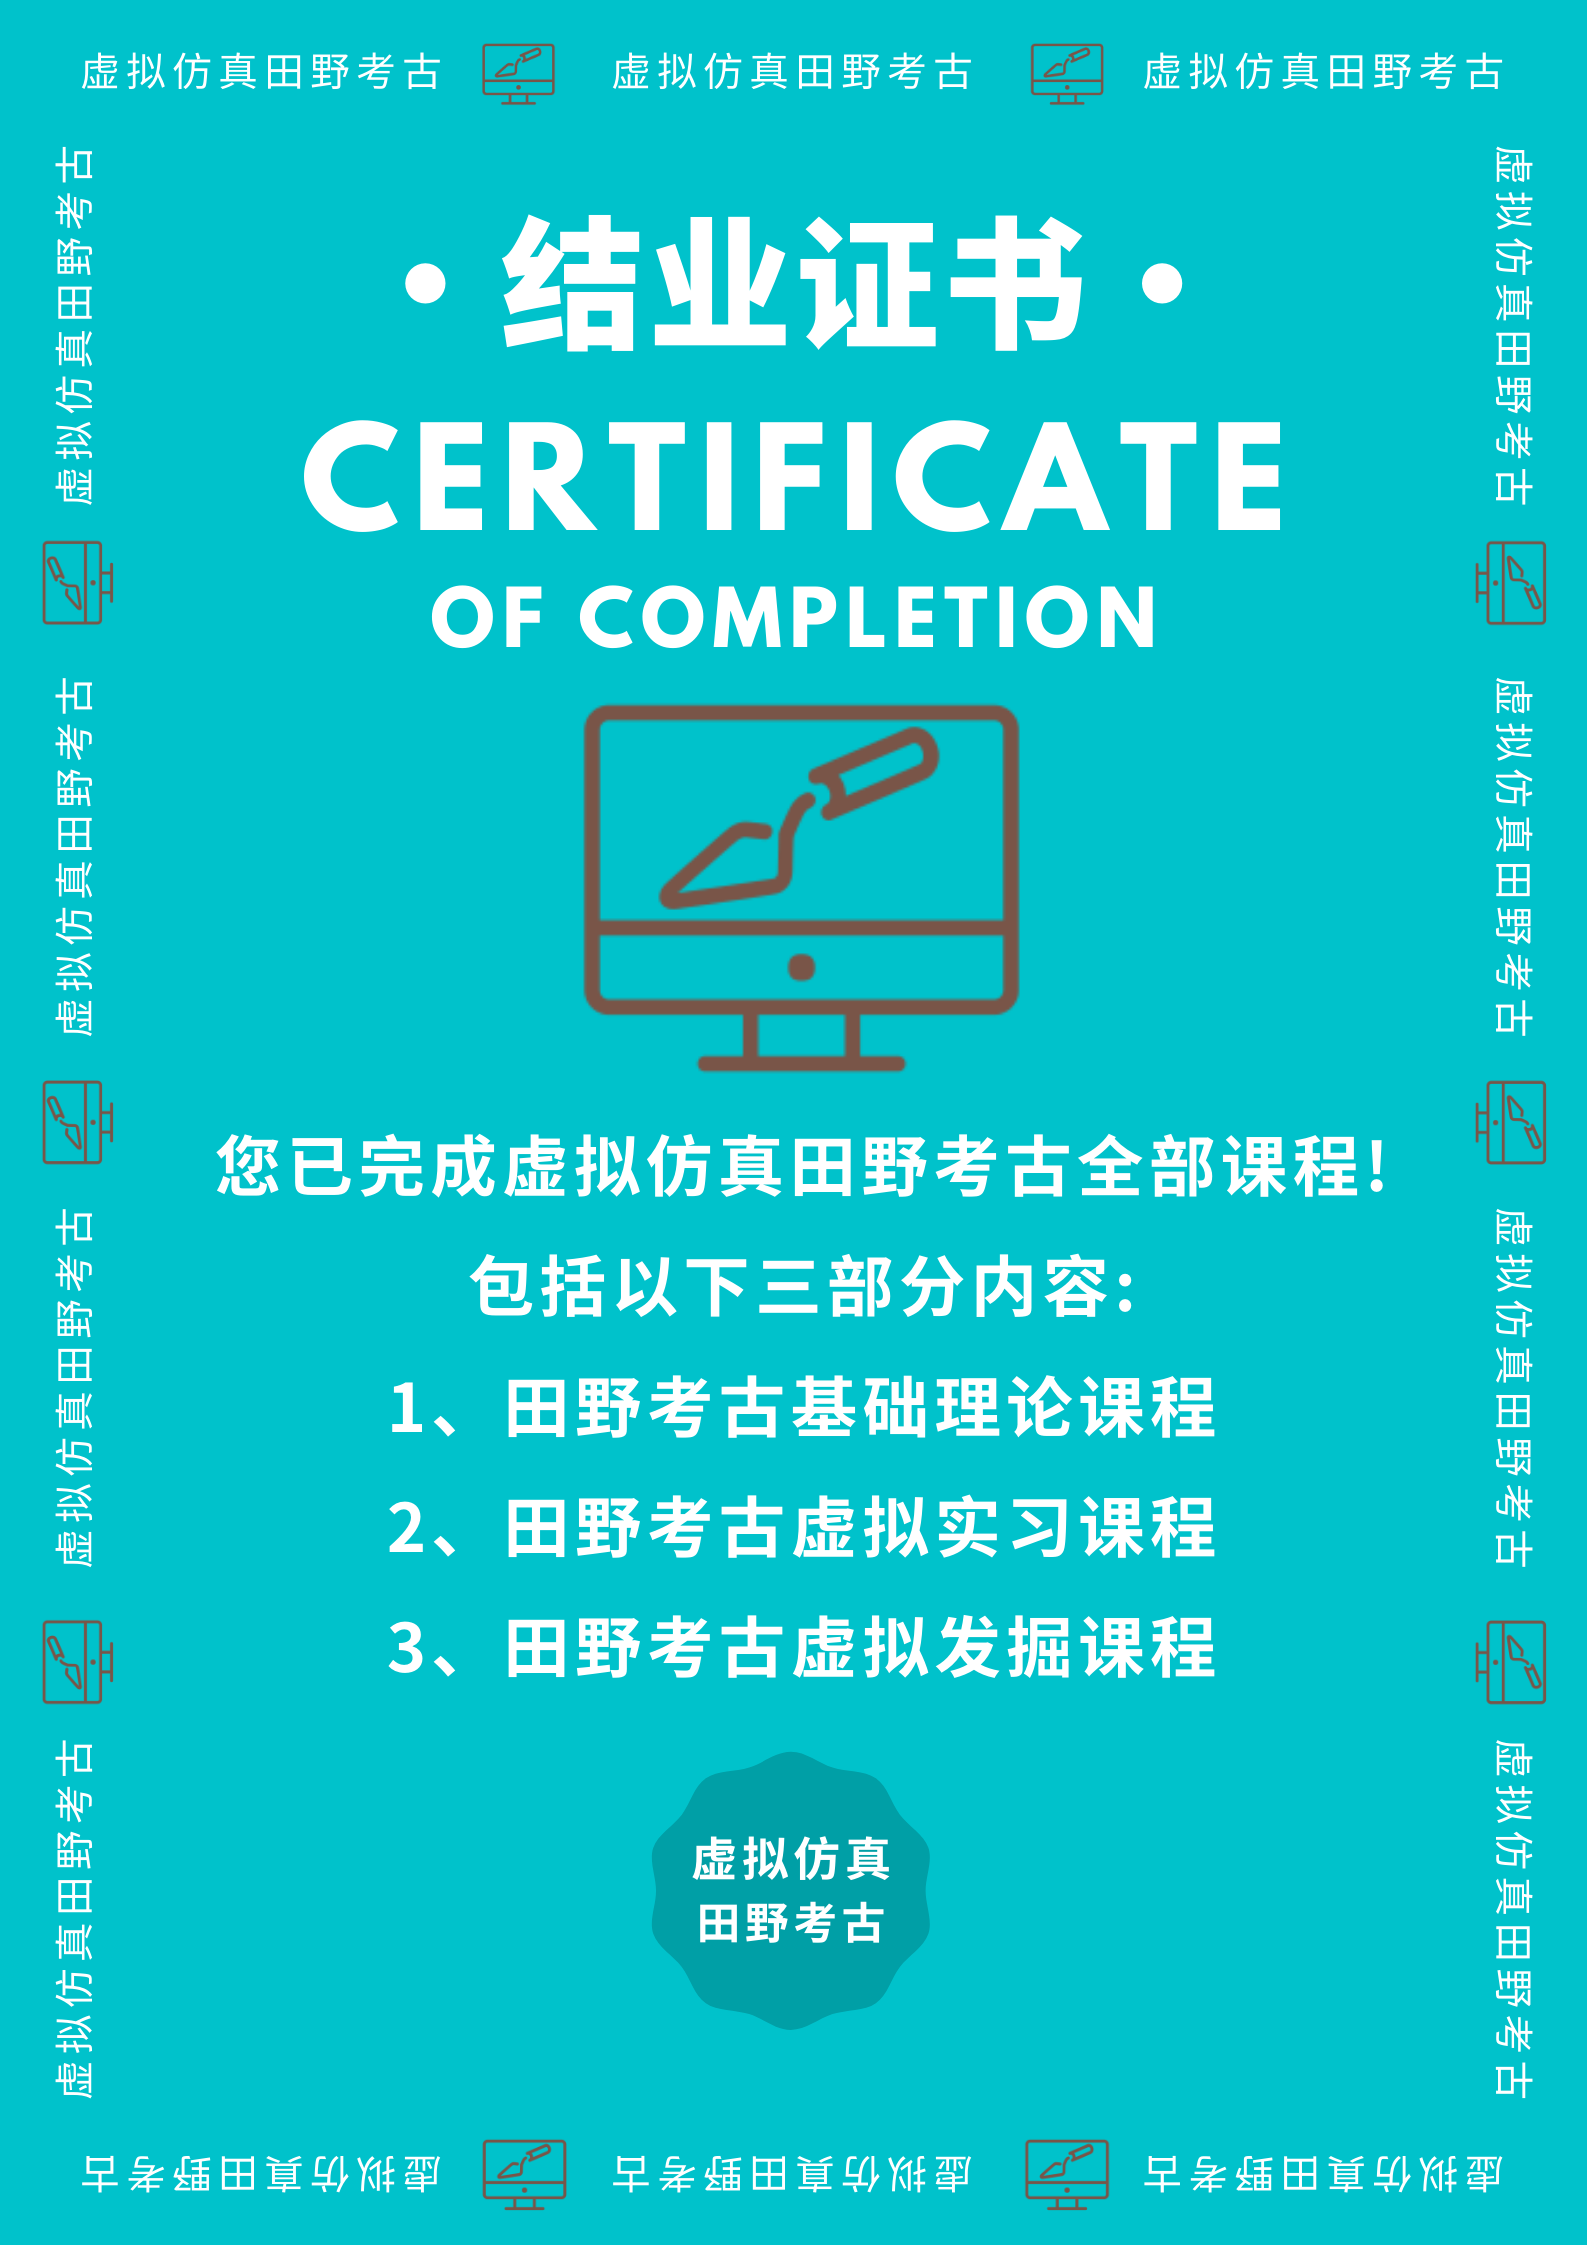 虚拟仿真田野考古
虚拟仿真田野考古
虚拟仿真田野考古
虚拟仿真田野考古
虚拟仿真田野考古
虚拟仿真田野考古
虚拟仿真田野考古
·结业证书·
CERTIFICATE
OF COMPLETION
您已完成虚拟仿真田野考古全部课程!
包括以下三部分内容:
1、田野考古基础理论课程
2、田野考古虚拟实习课程
3、田野考古虚拟发掘课程
虚拟仿真
田野考古
虚拟仿真田野考古
虚拟仿真田野考古
虚拟仿真田野考古
虚拟仿真田野考古
虚拟仿真田野考古
虚拟仿真田野考古
虚拟仿真田野考古